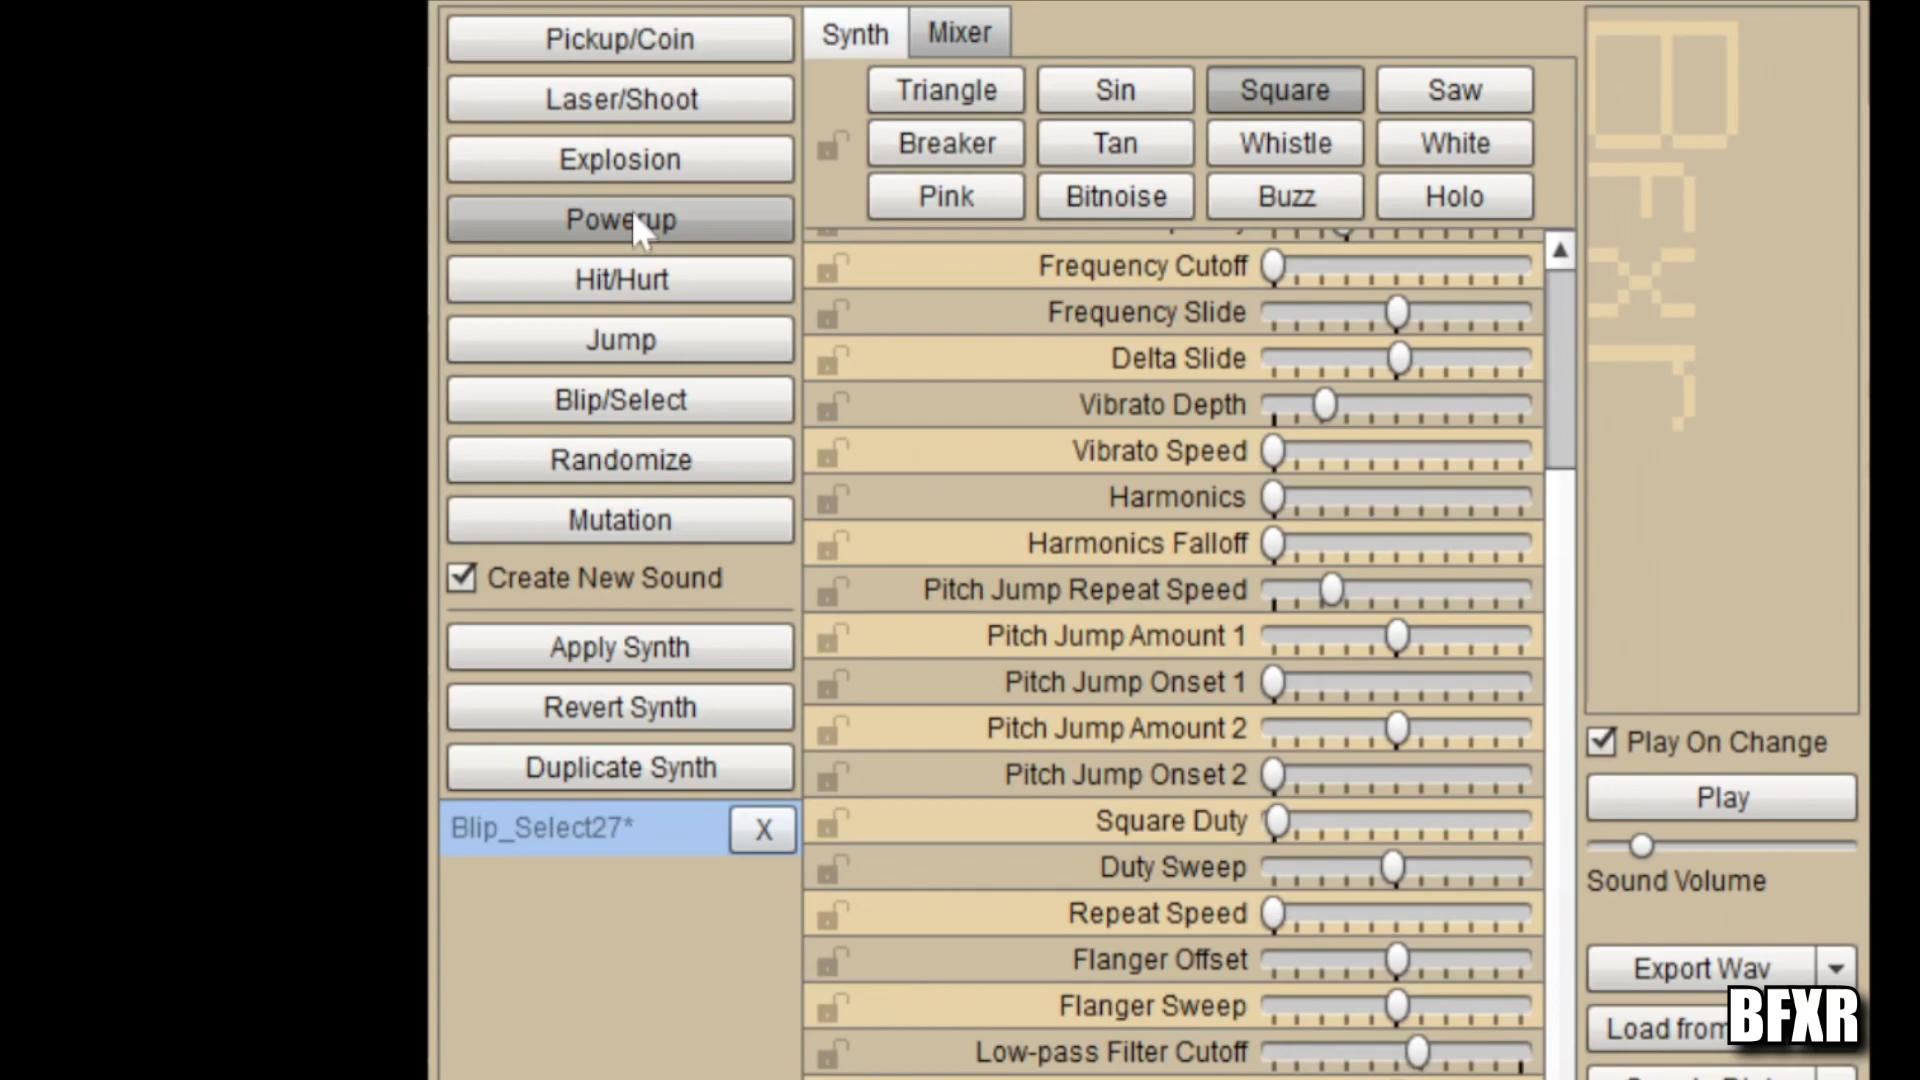 Pickup/Coin
Laser/Shoot
Explosion
Powerup
Hit/Hurt
Jump
Blip/Select
Randomize
Mutation
Create New Sound
Apply Synth
Revert Synth
Duplicate Synth
Blip_Select27*
X
Synth Mixer
Triangle Sin Square Saw
Breaker Tan Whistle White
Pink Bitnoise Buzz Holo
Frequency Cutoff
Frequency Slide
Delta Slide
Vibrato Depth
Vibrato Speed
Harmonics
Harmonics Falloff
Pitch Jump Repeat Speed
Pitch Jump Amount 1
Pitch Jump Onset 1
Pitch Jump Amount 2
Pitch Jump Onset 2
Square Duty
Duty Sweep
Repeat Speed
Flanger Offset
Flanger Sweep
Low-pass Filter Cutoff
Bfxr
Play On Change
Play
Sound Volume
Export Wav
Load from
BFXR